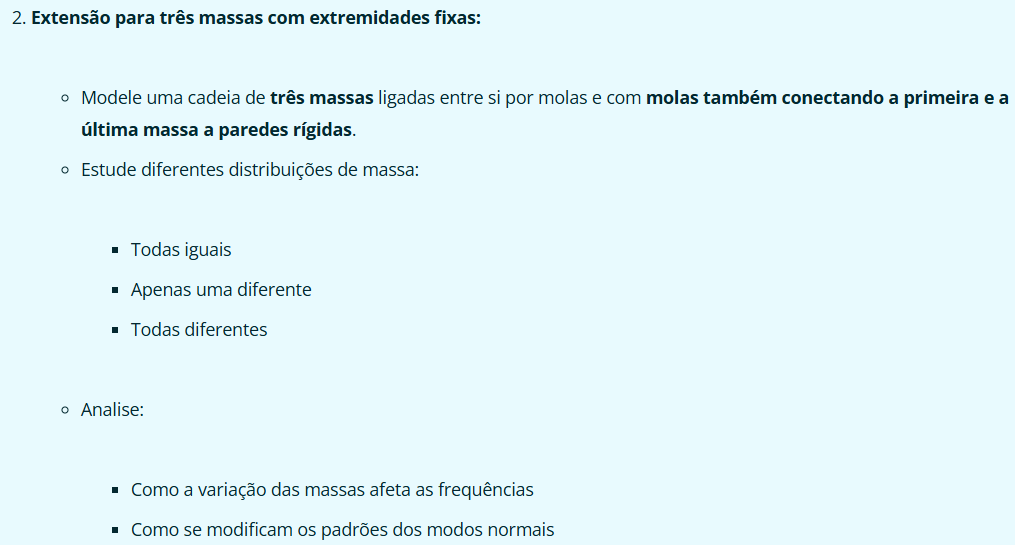 2. Extensão para três massas com extremidades fixas:
Modele uma cadeia de três massas ligadas entre si por molas e com molas também conectando a primeira e a
última massa a paredes rígidas.
Estude diferentes distribuições de massa:
Todas iguais
Apenas uma diferente
Todas diferentes
Analise:
Como a variação das massas afeta as frequências
Como se modificam os padrões dos modos normais